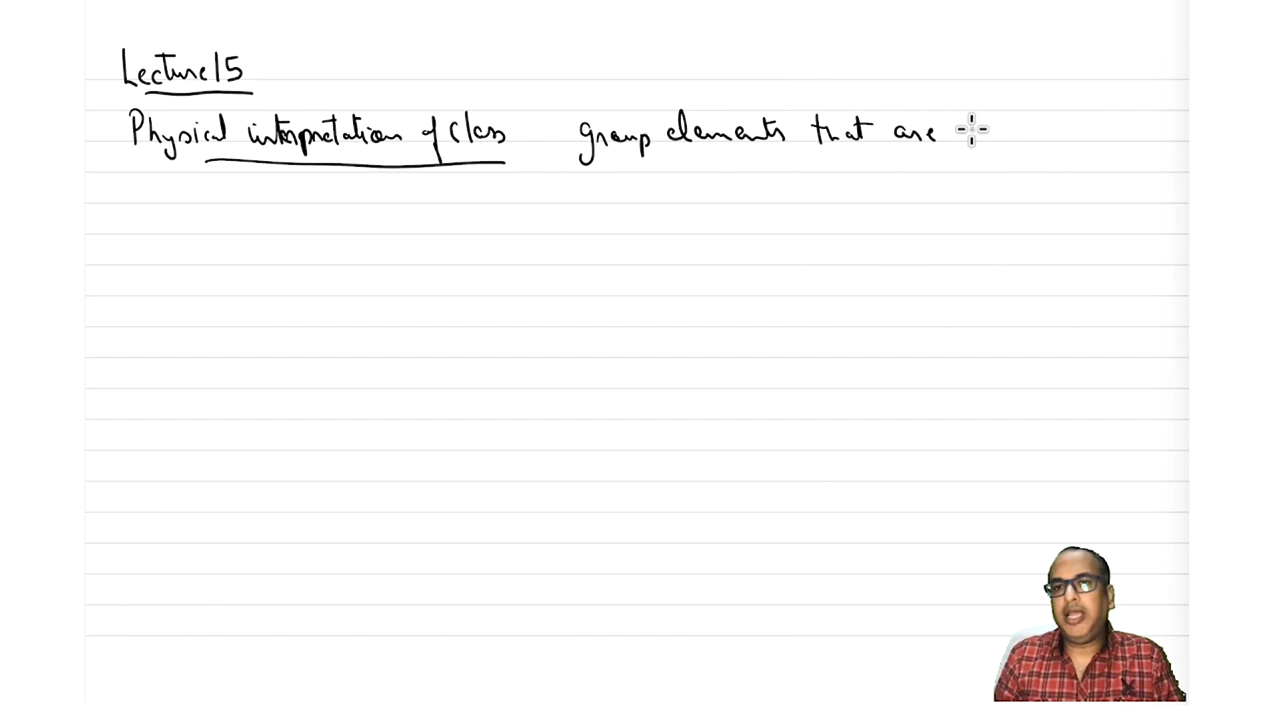 Lecture 15
Physical interpretation of class group elements that are